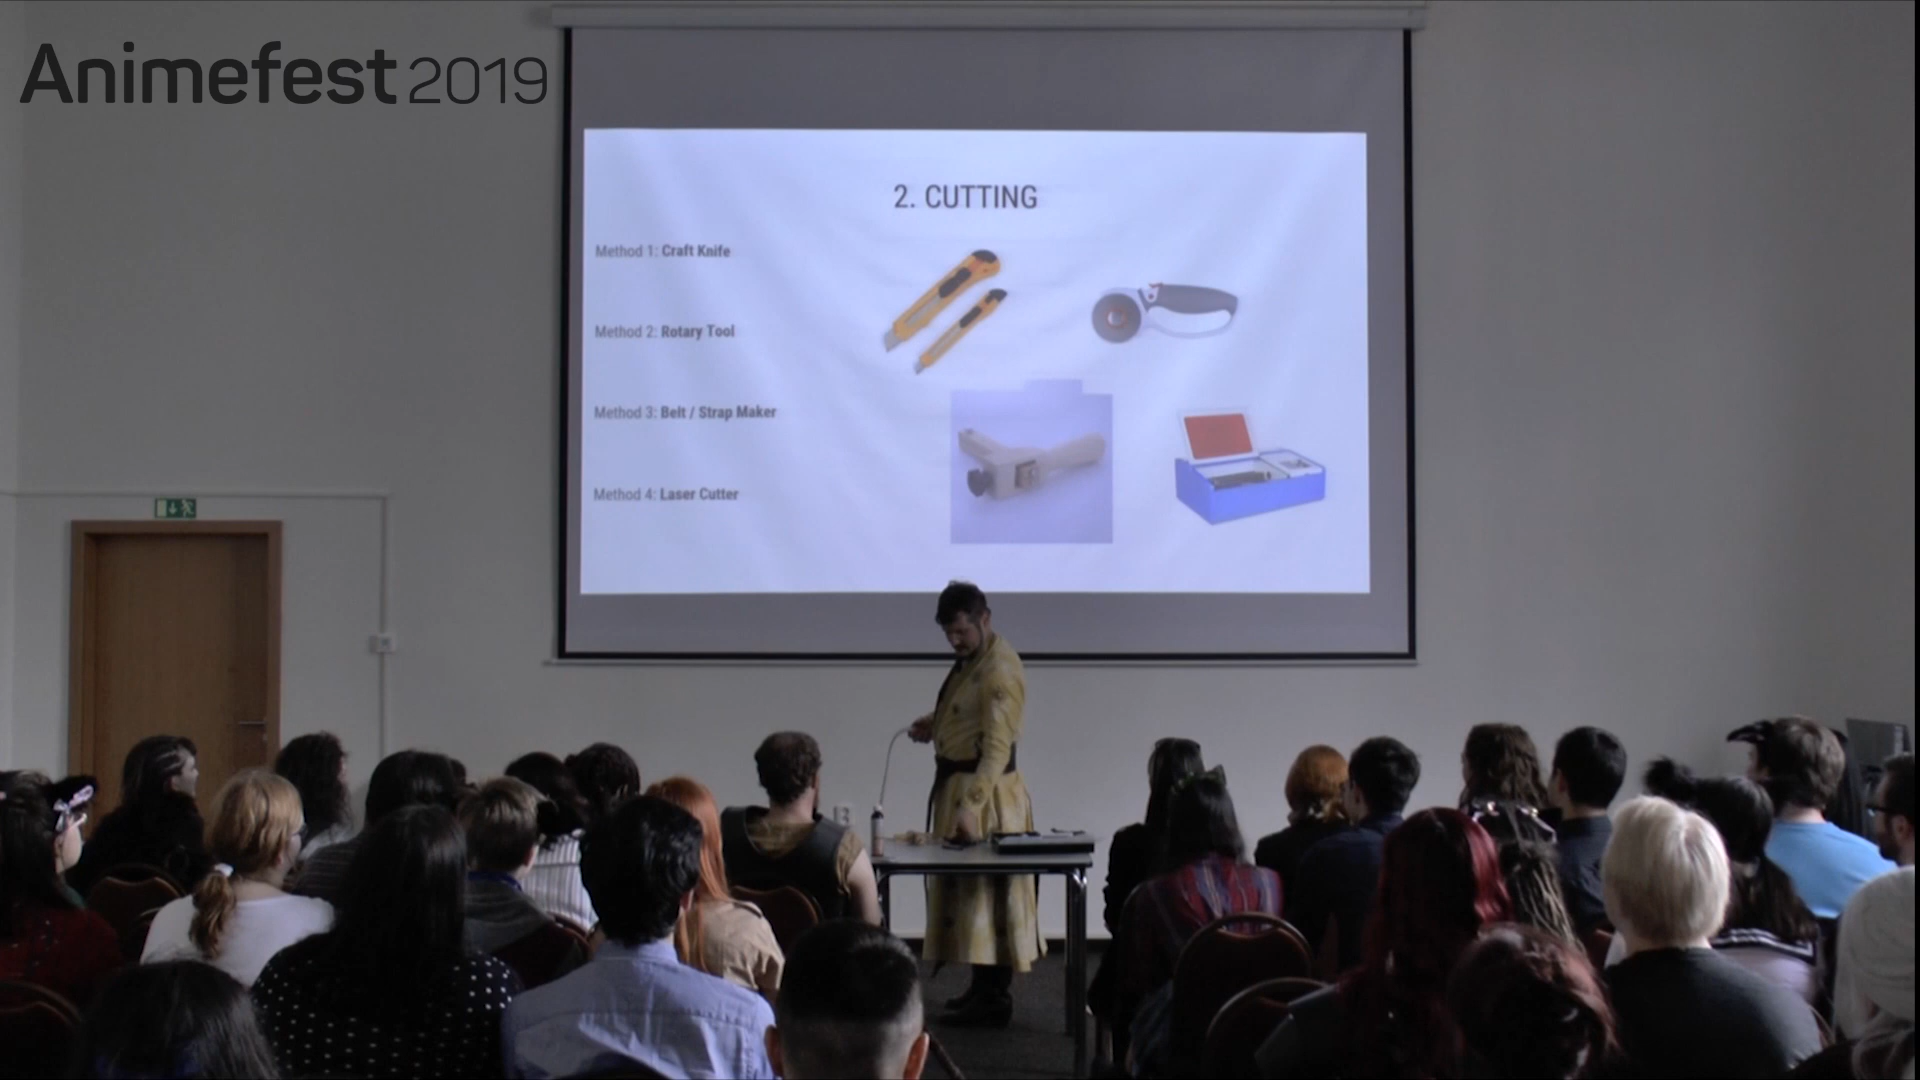 Animefest 2019
2. CUTTING
Method 1: Craft Knife
Method 2: Rotary Tool
Method 3: Belt / Strap Maker
Method 4: Laser Cutter